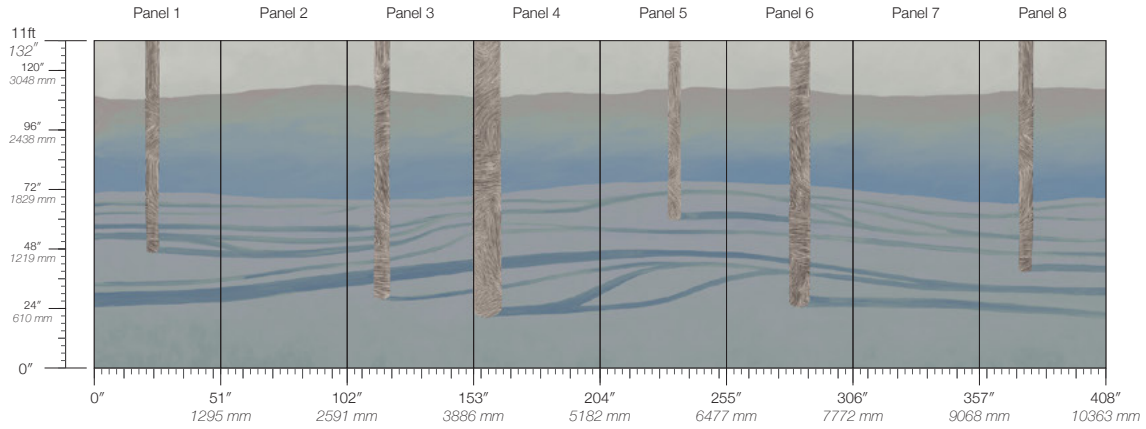 Panel 1 Panel 2 Panel 3 Panel 4 Panel 5 Panel 6 Panel 7 Panel 8
11ft
132″
120″
3048 mm
96″
2438 mm
72″
1829 mm
48″
1219 mm
24″
610 mm
0″
0″ 51″ 102″ 153″ 204″ 255″ 306″ 357″ 408″
1295 mm 2591 mm 3886 mm 5182 mm 6477 mm 7772 mm 9068 mm 10363 mm